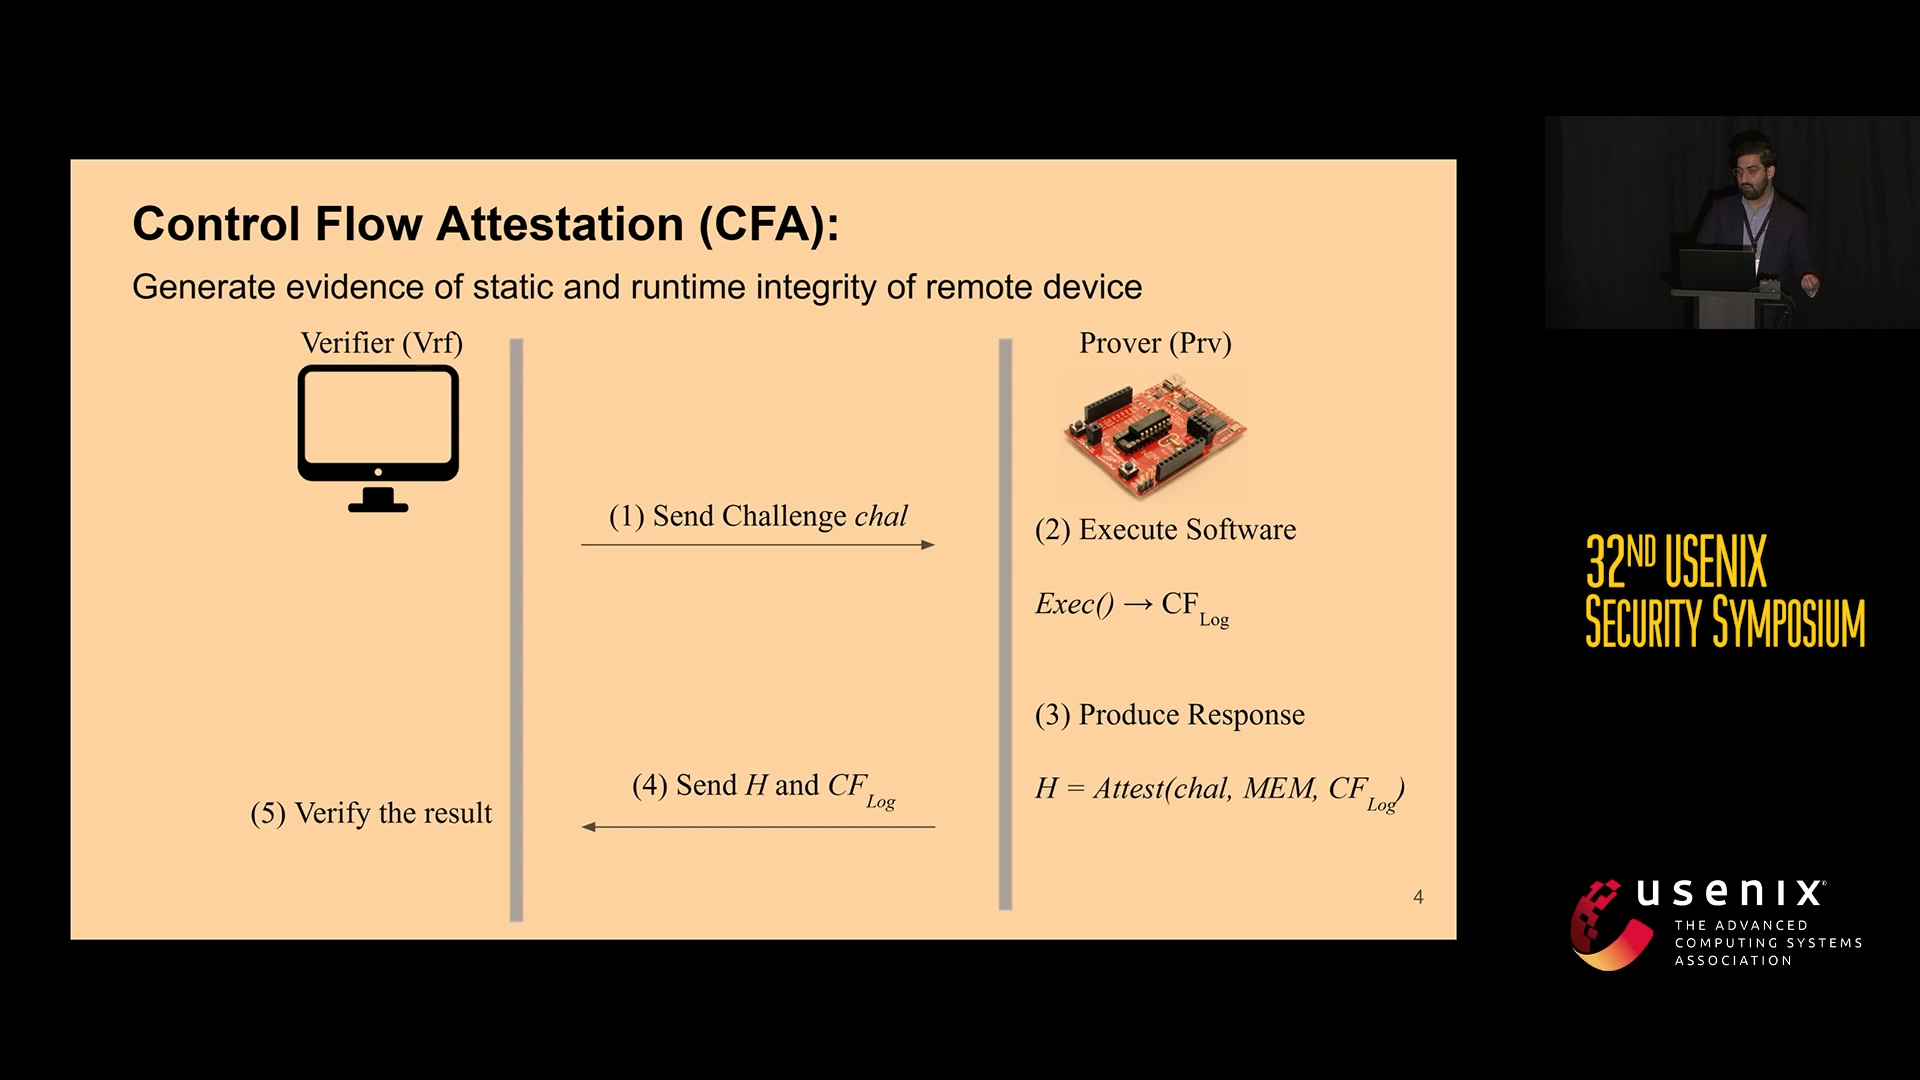 Control Flow Attestation (CFA):
Generate evidence of static and runtime integrity of remote device
Verifier (Vrf)
Prover (Prv)
(1) Send Challenge chal
(2) Execute Software
Exec() → CF Log
(3) Produce Response
H = Attest(chal, MEM, CF Log)
(4) Send H and CF Log
(5) Verify the result
4
32ND USENIX
SECURITY SYMPOSIUM
usenix®
THE ADVANCED
COMPUTING SYSTEMS
ASSOCIATION